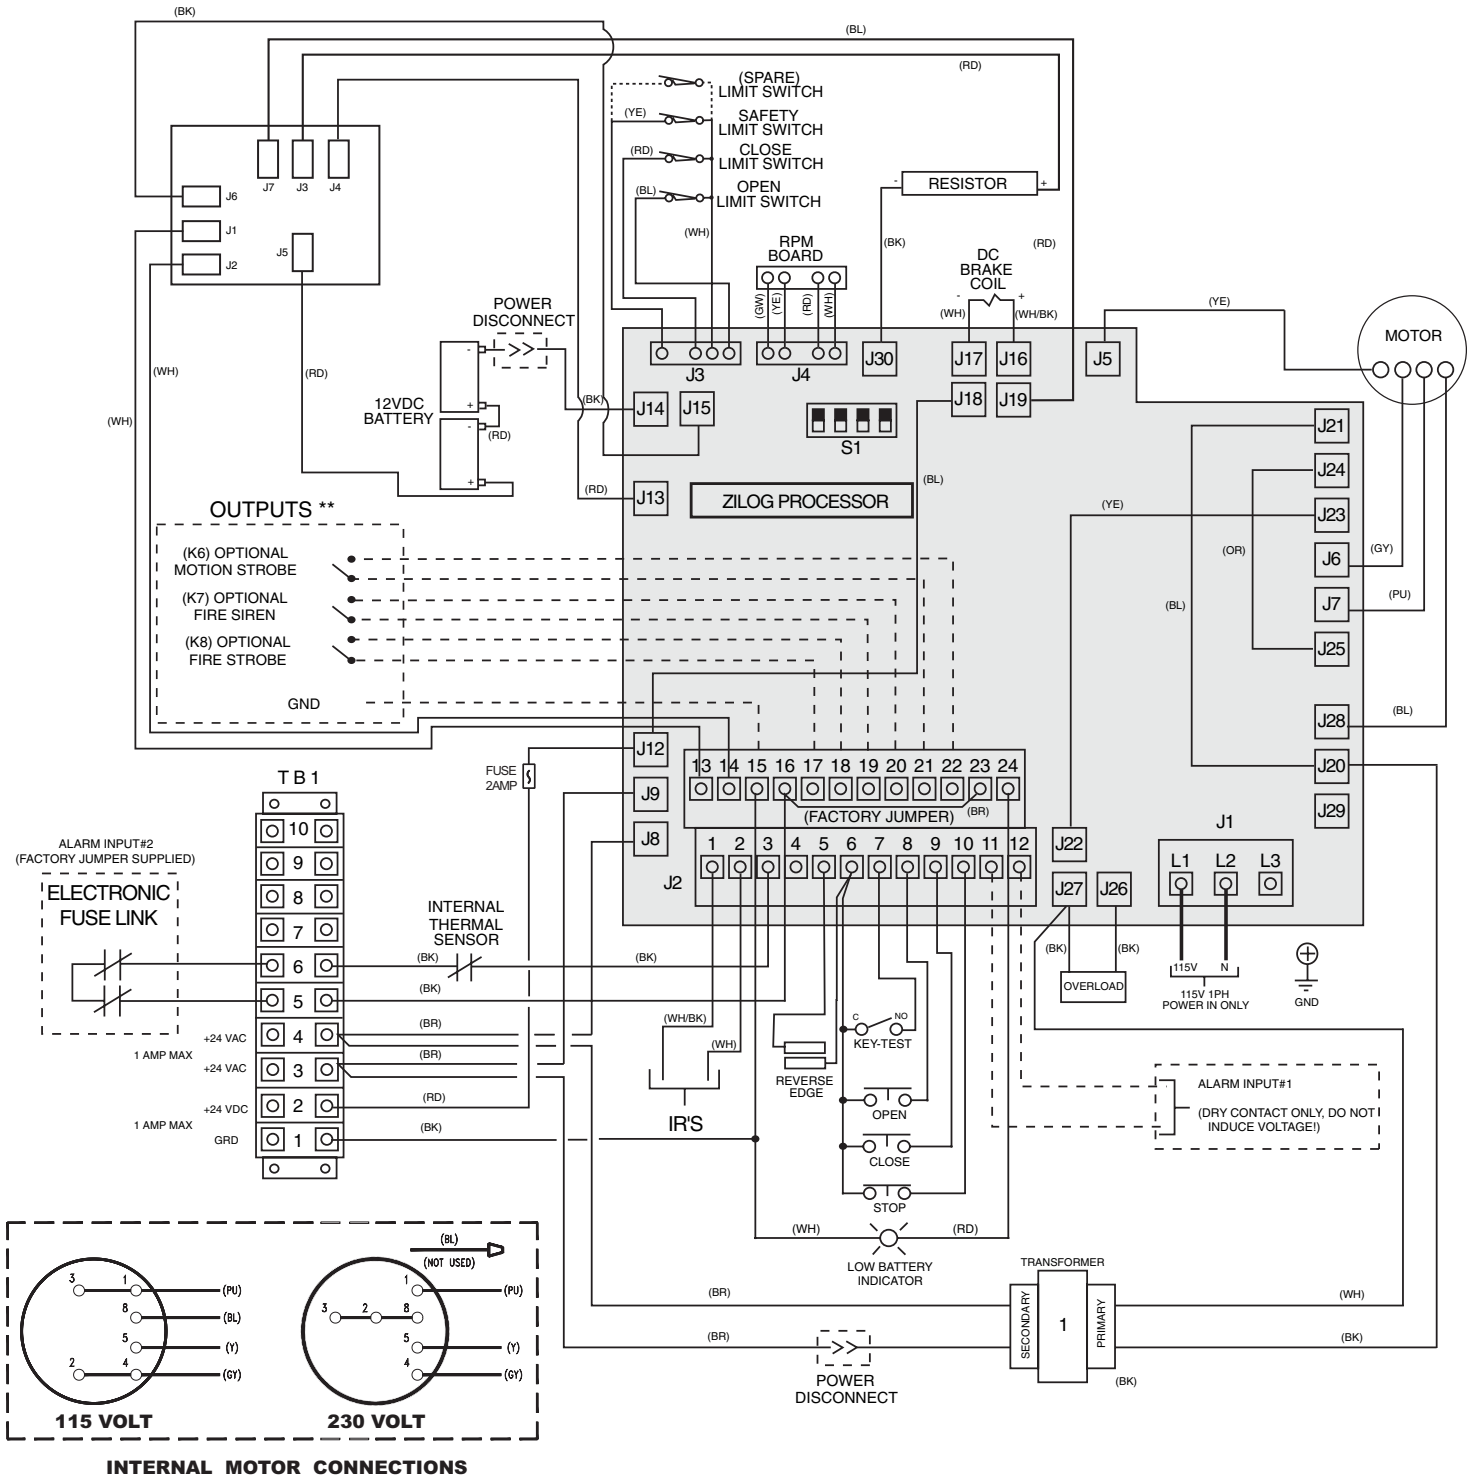 (BK)
(BL)
(RD)
(SPARE)
LIMIT SWITCH
(YE)
SAFETY
LIMIT SWITCH
(RD)
CLOSE
LIMIT SWITCH
(BL)
OPEN
LIMIT SWITCH
(WH)
J7
J3
J4
J6
J1
J2
J5
- RESISTOR +
(BK)
(RD)
RPM
BOARD
(GW)
(YE)
(RD)
(WH)
DC
BRAKE
COIL
- +
(WH)
(WH/BK)
(YE)
MOTOR
POWER
DISCONNECT
12VDC
BATTERY
-
+
-
+
(RD)
(BK)
(WH)
(WH)
(RD)
(RD)
J3
J4
J30
J17
J16
J5
J18
J19
J14
J15
J13
S1
ZILOG PROCESSOR
(BL)
(YE)
(OR)
(BL)
J21
J24
J23
J6
(GY)
J7
(PU)
J25
J28
(BL)
J20
J29
OUTPUTS **
(K6) OPTIONAL
MOTION STROBE
(K7) OPTIONAL
FIRE SIREN
(K8) OPTIONAL
FIRE STROBE
GND
FUSE
2AMP
J12
J9
J8
13 14 15 16 17 18 19 20 21 22 23 24
(FACTORY JUMPER)
(BR)
1 2 3 4 5 6 7 8 9 10 11 12
J2
J22
J27
J26
J1
L1 L2 L3
(BK)
(BK)
OVERLOAD
115V N
115V 1PH
POWER IN ONLY
GND
TB1
10
9
8
7
6
5
4
3
2
1
ALARM INPUT#2
(FACTORY JUMPER SUPPLIED)
ELECTRONIC
FUSE LINK
+24 VAC
1 AMP MAX
+24 VAC
+24 VDC
1 AMP MAX
GRD
INTERNAL
THERMAL
SENSOR
(BK)
(BK)
(BK)
(BR)
(BR)
(RD)
(BK)
(WH/BK)
(WH)
IR'S
REVERSE
EDGE
C NO
KEY-TEST
OPEN
CLOSE
STOP
ALARM INPUT#1
(DRY CONTACT ONLY, DO NOT
INDUCE VOLTAGE!)
(WH)
(RD)
LOW BATTERY
INDICATOR
(BR)
(BR)
POWER
DISCONNECT
TRANSFORMER
SECONDARY
1
PRIMARY
(WH)
(BK)
(BK)
3 1 (PU)
8 (BL)
5 (Y)
2 4 (GY)
115 VOLT
(BL)
(NOT USED)
1 (PU)
3 2 8
5 (Y)
4 (GY)
230 VOLT
INTERNAL MOTOR CONNECTIONS